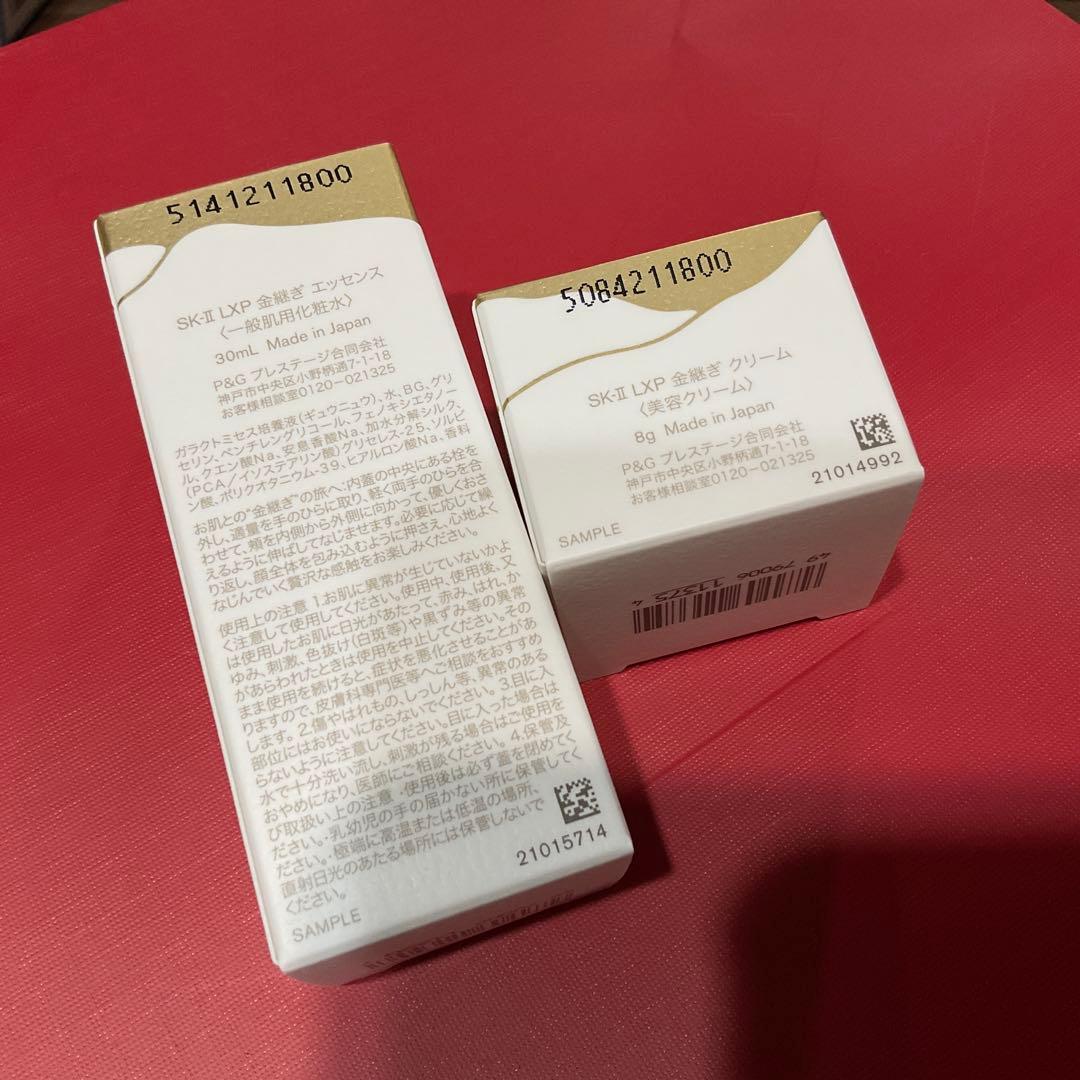 5141211800
SK-II LXP 金継ぎ エッセンス
〈一般肌用化粧水〉
30mL Made in Japan
P&G プレステージ合同会社
神戸市中央区小野柄通7-1-18
お客様相談室0120-021325
ガラクトミセス培養液(ギュウニュウ)、水、BG、グリ
セリン、ペンチレングリコール、フェノキシエタノー
ル、クエン酸Na、安息香酸Na、加水分解シルク、
(PCA/イソステアリン酸)グリセレス-25、ソルビ
ン酸、ポリクオタニウム-39、ヒアルロン酸Na、香料
お肌との"金継ぎ"の旅へ:内蓋の中央にある栓を
外し、適量を手のひらに取り、軽く両手のひらを合
わせて、頬を内側から外側に向かって、優しくおさ
えるように伸ばしてなじませます。必要に応じて繰
り返し、顔全体を包み込むように押さえ、心地よく
なじんでいく贅沢な感触をお楽しみください。
使用上の注意 1.お肌に異常が生じていないかよ
く注意して使用してください。使用中、使用後、又
は使用したお肌に日光があたって、赤み、はれ、か
ゆみ、刺激、色抜け(白斑等)や黒ずみ等の異常
があらわれたときは使用を中止してください。その
まま使用を続けると、症状を悪化させることがあ
りますので、皮膚科専門医等へご相談をおすすめ
します。2.傷やはれもの、しっしん等、異常のある
部位にはお使いにならないでください。3.目に入
らないように注意してください。目に入った場合は
水で十分洗い流し、刺激が残る場合はご使用を
おやめになり、医師にご相談ください。4.保管及
び取扱い上の注意 ・使用後は必ず蓋を閉めてく
ださい。・乳幼児の手の届かない所に保管してく
ださい。・極端に高温または低温の場所、
直射日光のあたる場所には保管しないで
ください。
21015714
SAMPLE
5084211800
SK-II LXP 金継ぎ クリーム
〈美容クリーム〉
8g Made in Japan
P&G プレステージ合同会社
神戸市中央区小野柄通7-1-18
お客様相談室0120-021325
21014992
SAMPLE
49 79006 11375 4